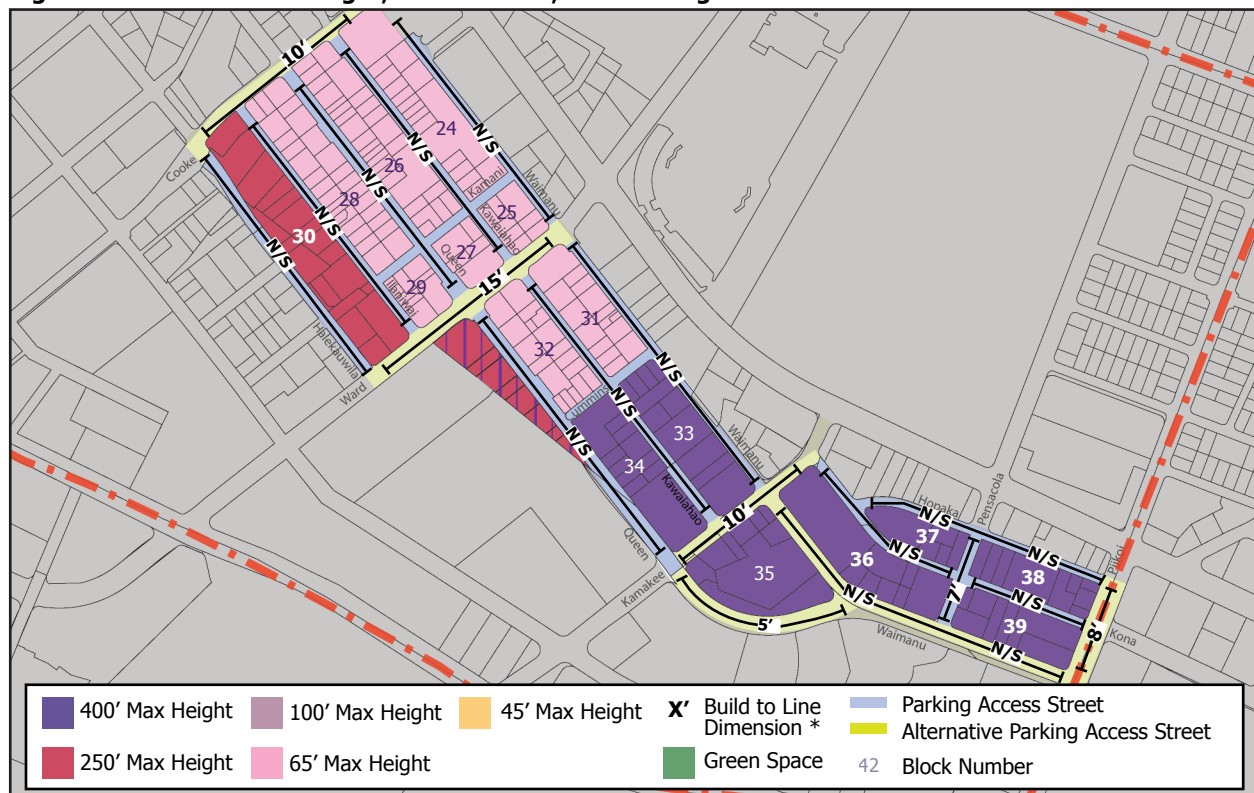 10'
N/S
24
N/S
Cooke
26
Kamani
Waimanu
N/S
28
25
Kawaiahao
30
N/S
N/S
27
Queen
29
Ilaniwai
15'
Halekauwila
Ward
31
32
N/S
ummins
N/S
33
Waimanu
N/S
34
Kawaiahao
10'
Queen
Kamakee
35
5'
36
N/S
37
Hopaka
N/S
N/S
Pensacola
N/S
38
Piikoi
7'
N/S
39
8'
Kona
Waimanu
N/S
400' Max Height
100' Max Height
45' Max Height
X' Build to Line
Dimension *
Parking Access Street
Alternative Parking Access Street
250' Max Height
65' Max Height
Green Space
42 Block Number